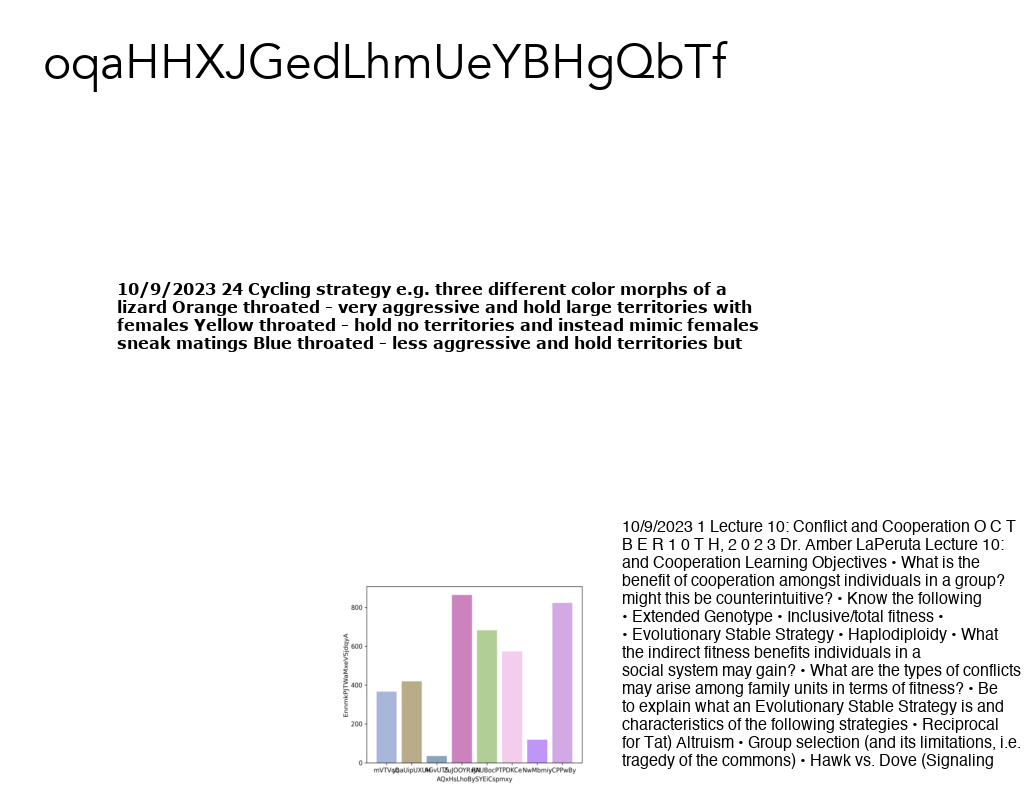 oqaHHXJGedLhmUeYBHgQbTf
10/9/2023 24 Cycling strategy e.g. three different color morphs of a
lizard Orange throated – very aggressive and hold large territories with
females Yellow throated – hold no territories and instead mimic females
sneak matings Blue throated – less aggressive and hold territories but
10/9/2023 1 Lecture 10: Conflict and Cooperation O C T
B E R 1 0 T H, 2 0 2 3 Dr. Amber LaPeruta Lecture 10:
and Cooperation Learning Objectives • What is the
benefit of cooperation amongst individuals in a group?
might this be counterintuitive? • Know the following
• Extended Genotype • Inclusive/total fitness •
• Evolutionary Stable Strategy • Haplodiploidy • What
the indirect fitness benefits individuals in a
social system may gain? • What are the types of conflicts
may arise among family units in terms of fitness? • Be
to explain what an Evolutionary Stable Strategy is and
characteristics of the following strategies • Reciprocal
for Tat) Altruism • Group selection (and its limitations, i.e.
tragedy of the commons) • Hawk vs. Dove (Signaling
800
600
400
200
0
AQxHsLhoBySYEiCspmxy